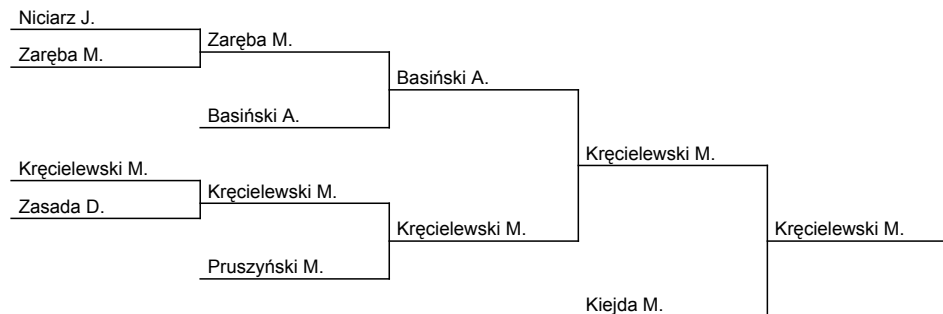 Niciarz J.
Zaręba M.
Zaręba M.
Basiński A.
Basiński A.
Kręcielewski M.
Kręcielewski M.
Zasada D.
Kręcielewski M.
Kręcielewski M.
Kręcielewski M.
Pruszyński M.
Kiejda M.